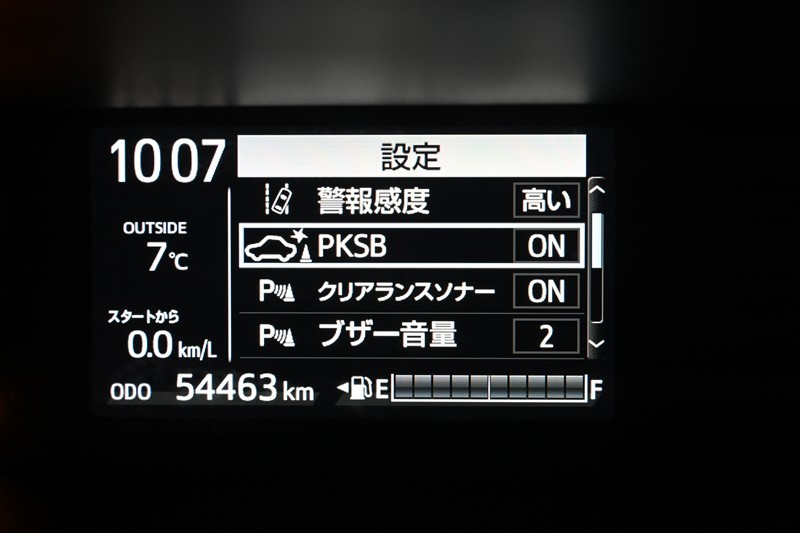 10 07
設定
警報感度 高い
OUTSIDE
7℃
PKSB ON
P クリアランスソナー ON
スタートから
0.0 km/L
P ブザー音量 2
ODO 54463 km
E F